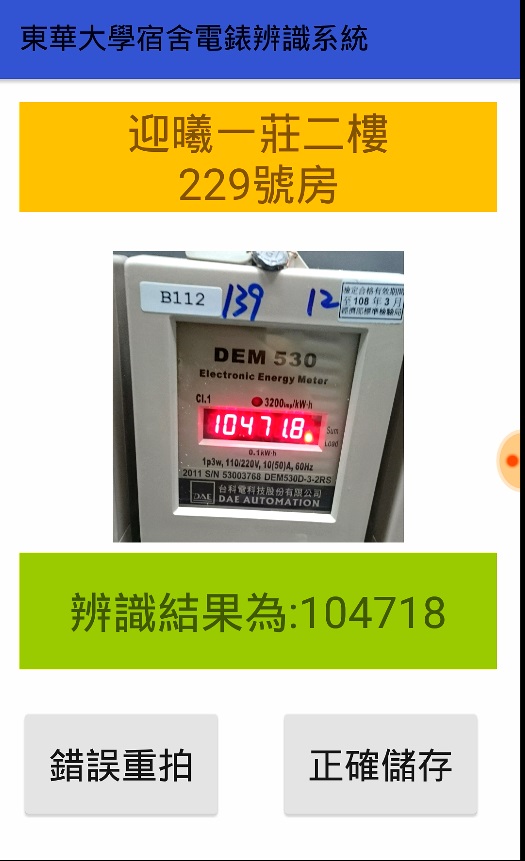 東華大學宿舍電錶辨識系統
迎曦一莊二樓
229號房
B112 139 12
檢定合格有效期間
至108年3月
經濟部標準檢驗局
DEM 530
Electronic Energy Meter
Cl.1 3200imp/kW·h
10471.8
Sum
LOAD
0.1kW·h
1p3w, 110/220V, 10(50)A, 60Hz
2011 S/N 53003768 DEM530D-3-2RS
DAE 台科電科技股份有限公司
DAE AUTOMATION
辨識結果為:104718
錯誤重拍 正確儲存